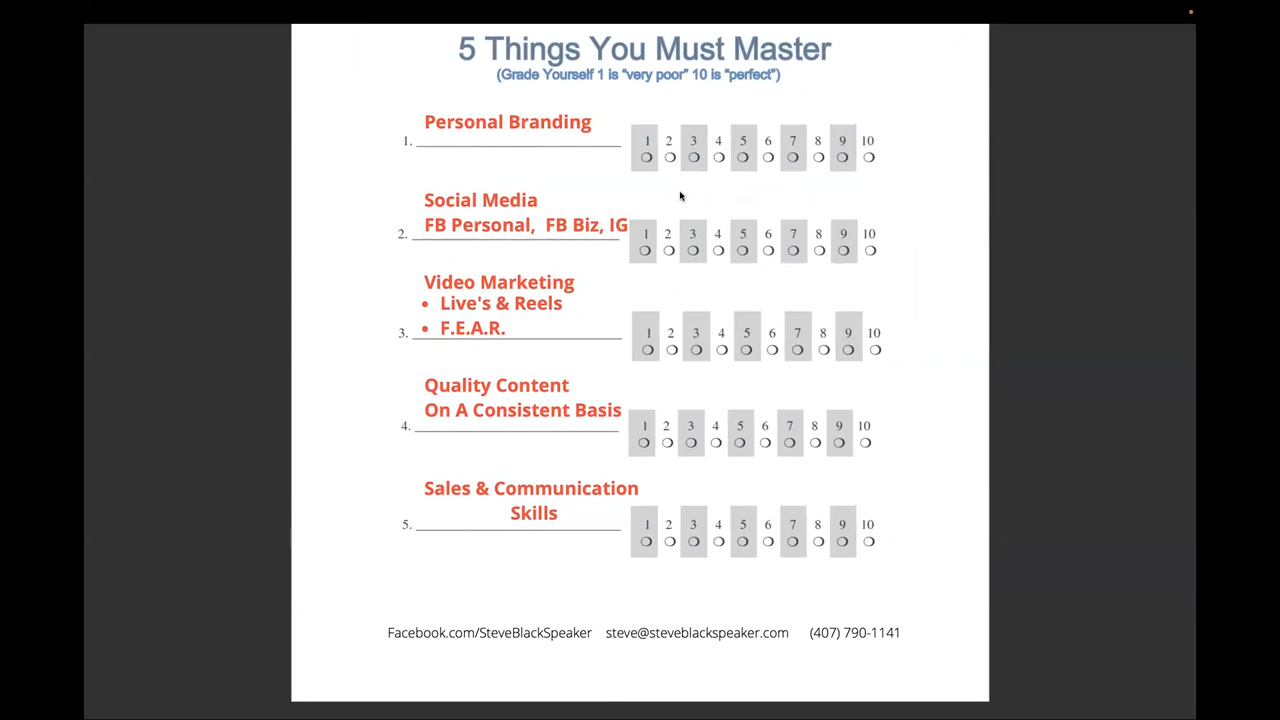 5 Things You Must Master
(Grade Yourself 1 is “very poor” 10 is “perfect”)
Personal Branding
1. 1 2 3 4 5 6 7 8 9 10
Social Media
FB Personal, FB Biz, IG
2. 1 2 3 4 5 6 7 8 9 10
Video Marketing
• Live's & Reels
• F.E.A.R.
3. 1 2 3 4 5 6 7 8 9 10
Quality Content
On A Consistent Basis
4. 1 2 3 4 5 6 7 8 9 10
Sales & Communication
Skills
5. 1 2 3 4 5 6 7 8 9 10
Facebook.com/SteveBlackSpeaker steve@steveblackspeaker.com (407) 790-1141